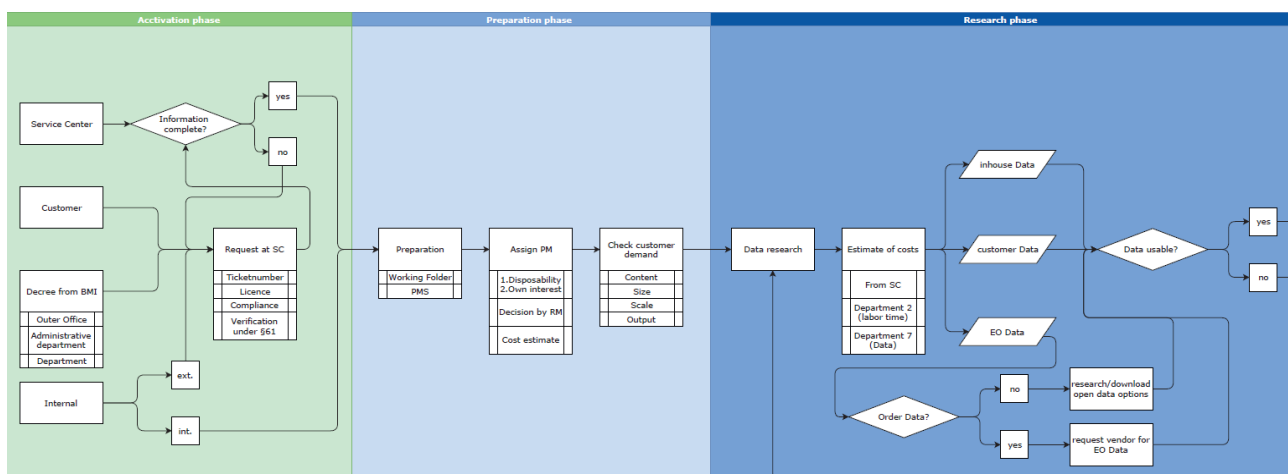 Acctivation phase
Preparation phase
Research phase
Service Center
Information
complete?
yes
no
Customer
Request at SC
Ticketnumber
Licence
Compliance
Verification
under §61
Decree from BMI
Outer Office
Administrative
department
Department
Internal
ext.
int.
Preparation
Working Folder
PMS
Assign PM
1.Disposability
2.Own interest
Decision by RM
Cost estimate
Check customer
demand
Content
Size
Scale
Output
Data research
Estimate of costs
From SC
Department 2
(labor time)
Department 7
(Data)
inhouse Data
customer Data
EO Data
Data usable?
yes
no
Order Data?
no
yes
research/download
open data options
request vendor for
EO Data